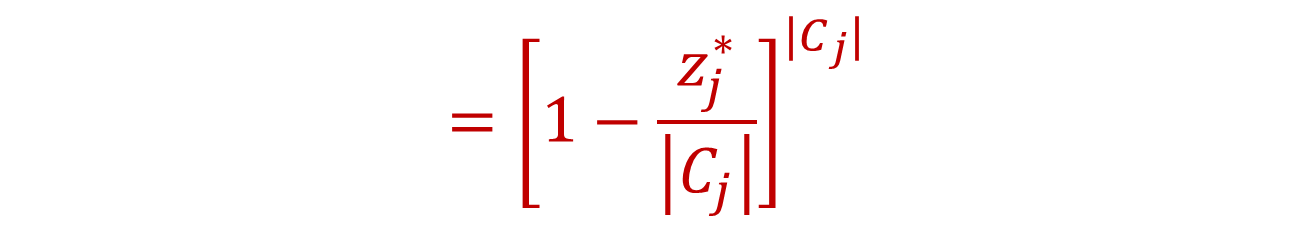 = [1 − z_j^* / |C_j|]^{|C_j|}